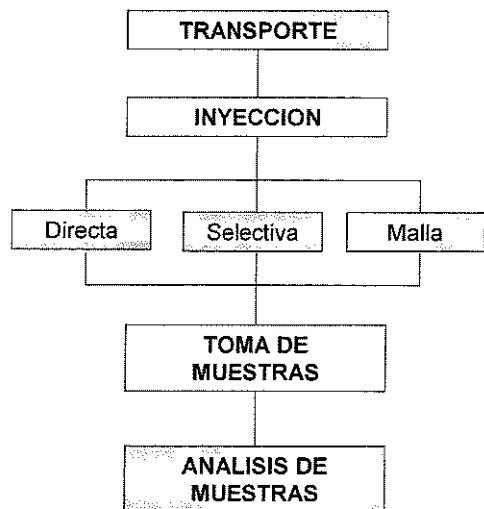 TRANSPORTE
INYECCION
Directa
Selectiva
Malla
TOMA DE
MUESTRAS
ANALISIS DE
MUESTRAS